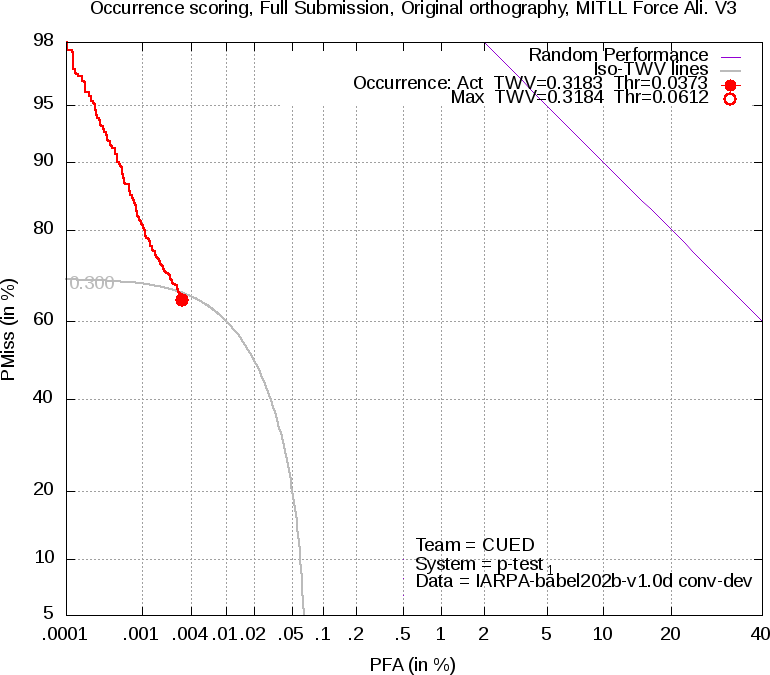 Occurrence scoring, Full Submission, Original orthography, MITLL Force Ali. V3
Random Performance
Iso-TWV lines
Occurrence: Act TWV=0.3183 Thr=0.0373
Max TWV=0.3184 Thr=0.0612
98
95
90
80
60
40
20
10
5
PMiss (in %)
0.300
Team = CUED
System = p-test_1
Data = IARPA-babel202b-v1.0d conv-dev
.0001 .001 .004 .01 .02 .05 .1 .2 .5 1 2 5 10 20 40
PFA (in %)